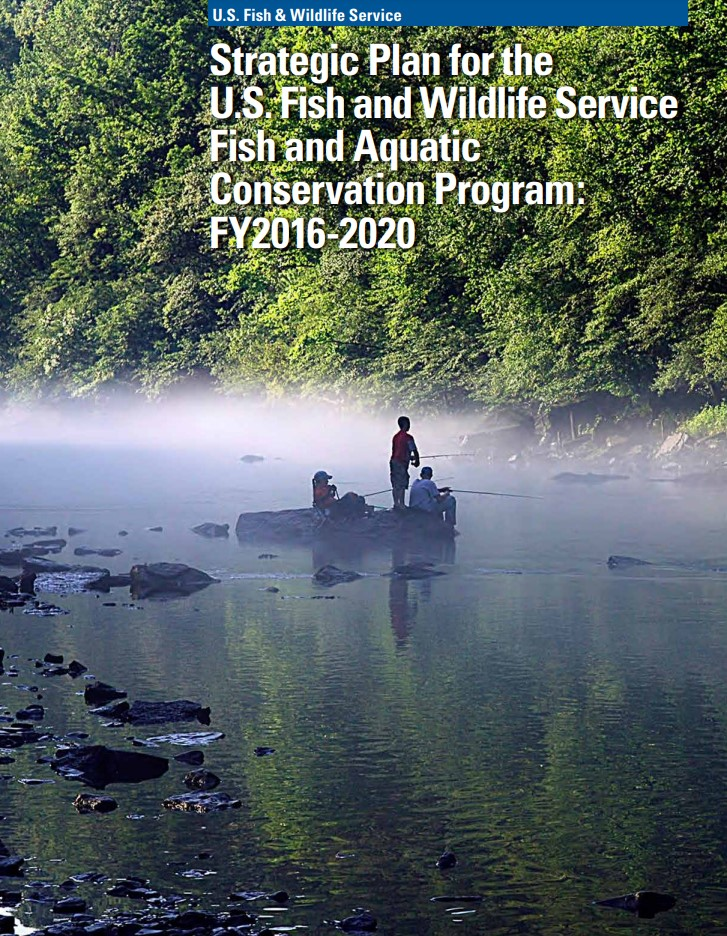 U.S. Fish & Wildlife Service
Strategic Plan for the
U.S. Fish and Wildlife Service
Fish and Aquatic
Conservation Program:
FY2016-2020